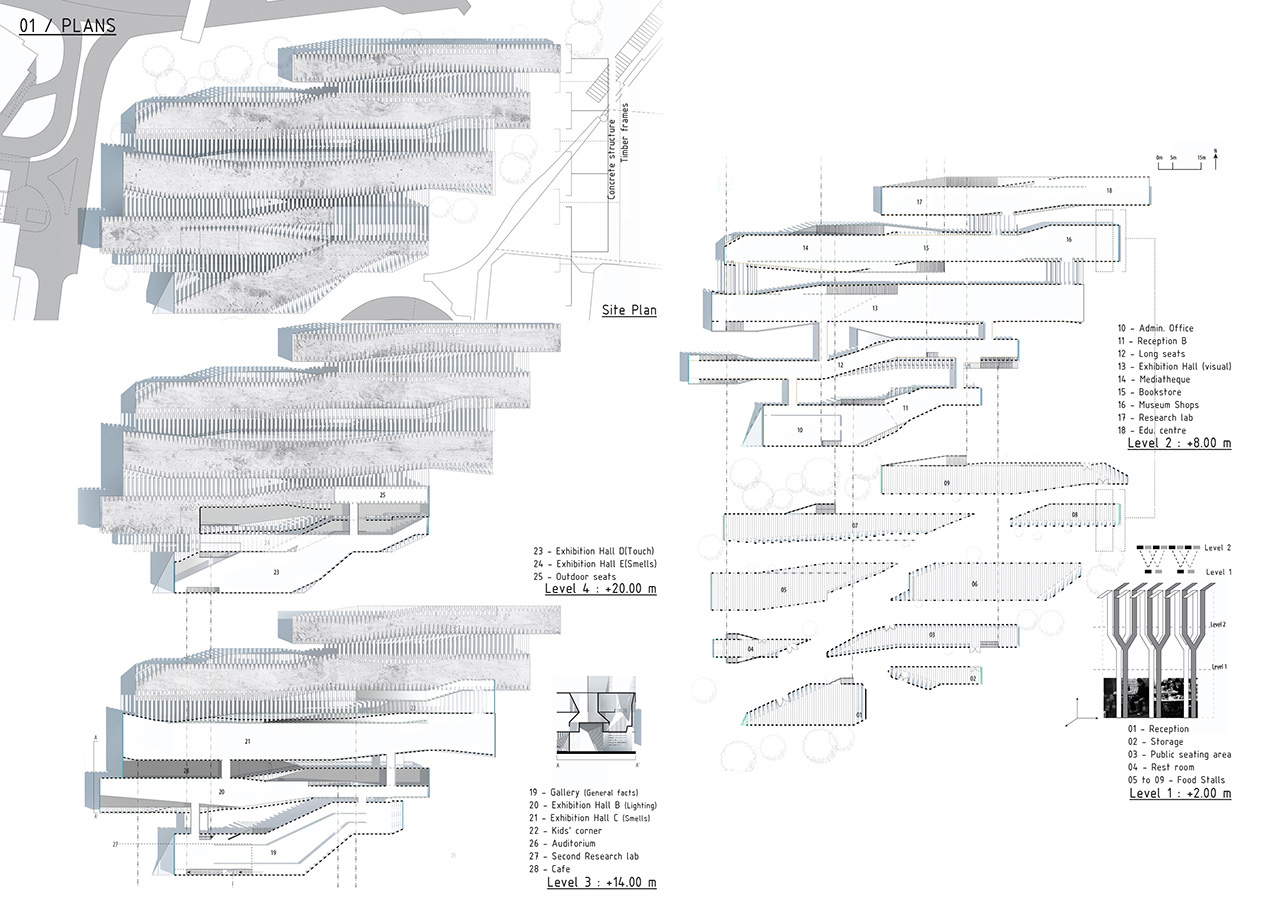 01 / PLANS
Concrete structure
Timber frames
Site Plan
25
24
23
23 - Exhibition Hall D(Touch)
24 - Exhibition Hall E(Smells)
25 - Outdoor seats
Level 4 : +20.00 m
A
A'
21
28
20
A
27
19
A
A'
19 - Gallery (General facts)
20 - Exhibition Hall B (Lighting)
21 - Exhibition Hall C (Smells)
22 - Kids' corner
26 - Auditorium
27 - Second Research lab
28 - Cafe
Level 3 : +14.00 m
0m 5m 15m
N
18
17
14
15
16
13
12
11
10
10 - Admin. Office
11 - Reception B
12 - Long seats
13 - Exhibition Hall (visual)
14 - Mediatheque
15 - Bookstore
16 - Museum Shops
17 - Research lab
18 - Edu. centre
Level 2 : +8.00 m
09
08
07
06
05
04
03
02
01
Level 2
Level 1
Level 2
Level 1
01 - Reception
02 - Storage
03 - Public seating area
04 - Rest room
05 to 09 - Food Stalls
Level 1 : +2.00 m